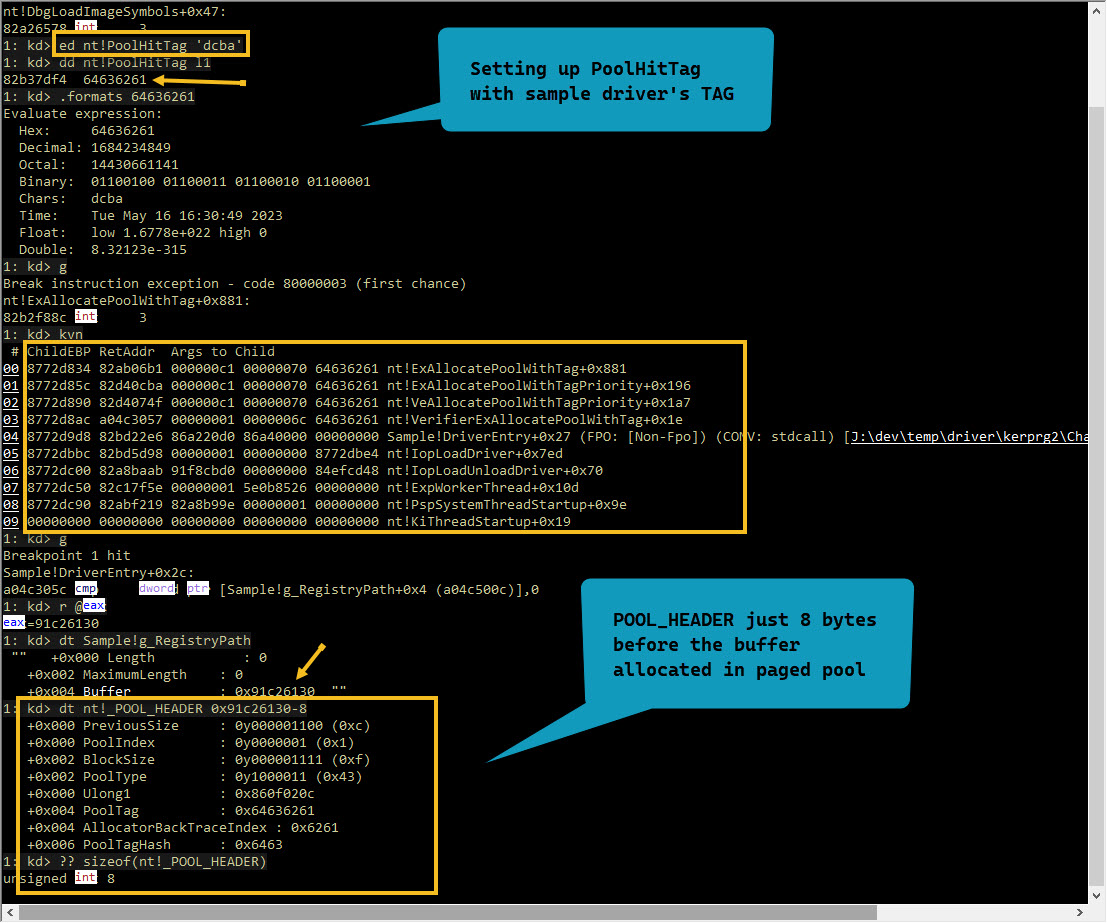 nt!DbgLoadImageSymbols+0x47:
82a26578 int     3
1: kd> ed nt!PoolHitTag 'dcba'
1: kd> dd nt!PoolHitTag l1
82b37df4  64636261
1: kd> .formats 64636261
Evaluate expression:
  Hex:     64636261
  Decimal: 1684234849
  Octal:   14430661141
  Binary:  01100100 01100011 01100010 01100001
  Chars:   dcba
  Time:    Tue May 16 16:30:49 2023
  Float:   low 1.6778e+022 high 0
  Double:  8.32123e-315
1: kd> g
Break instruction exception - code 80000003 (first chance)
nt!ExAllocatePoolWithTag+0x881:
82b2f88c int     3
1: kd> kvn
 # ChildEBP RetAddr  Args to Child
00 8772d834 82ab06b1 000000c1 00000070 64636261 nt!ExAllocatePoolWithTag+0x881
01 8772d85c 82d40cba 000000c1 00000070 64636261 nt!ExAllocatePoolWithTagPriority+0x196
02 8772d890 82d4074f 000000c1 00000070 64636261 nt!VeAllocatePoolWithTagPriority+0x1a7
03 8772d8ac a04c3057 00000001 0000006c 64636261 nt!VerifierExAllocatePoolWithTag+0x1e
04 8772d9d8 82bd22e6 86a220d0 86a40000 00000000 Sample!DriverEntry+0x27 (FPO: [Non-Fpo]) (CONV: stdcall) [J:\dev\temp\driver\kerprg2\Cha
05 8772dbbc 82bd5d98 00000001 00000000 8772dbe4 nt!IopLoadDriver+0x7ed
06 8772dc00 82a8baab 91f8cbd0 00000000 84efcd48 nt!IopLoadUnloadDriver+0x70
07 8772dc50 82c17f5e 00000001 5e0b8526 00000000 nt!ExpWorkerThread+0x10d
08 8772dc90 82abf219 82a8b99e 00000001 00000000 nt!PspSystemThreadStartup+0x9e
09 00000000 00000000 00000000 00000000 00000000 nt!KiThreadStartup+0x19
1: kd> g
Breakpoint 1 hit
Sample!DriverEntry+0x2c:
a04c305c cmp     dword ptr [Sample!g_RegistryPath+0x4 (a04c500c)],0
1: kd> r @eax
eax=91c26130
1: kd> dt Sample!g_RegistryPath
 ""   +0x000 Length           : 0
   +0x002 MaximumLength    : 0
   +0x004 Buffer           : 0x91c26130  ""
1: kd> dt nt!_POOL_HEADER 0x91c26130-8
   +0x000 PreviousSize     : 0y000001100 (0xc)
   +0x000 PoolIndex        : 0y0000001 (0x1)
   +0x002 BlockSize        : 0y000001111 (0xf)
   +0x002 PoolType         : 0y1000011 (0x43)
   +0x000 Ulong1           : 0x860f020c
   +0x004 PoolTag          : 0x64636261
   +0x004 AllocatorBackTraceIndex : 0x6261
   +0x006 PoolTagHash      : 0x6463
1: kd> ?? sizeof(nt!_POOL_HEADER)
unsigned int 8
Setting up PoolHitTag
with sample driver's TAG
POOL_HEADER just 8 bytes
before the buffer
allocated in paged pool